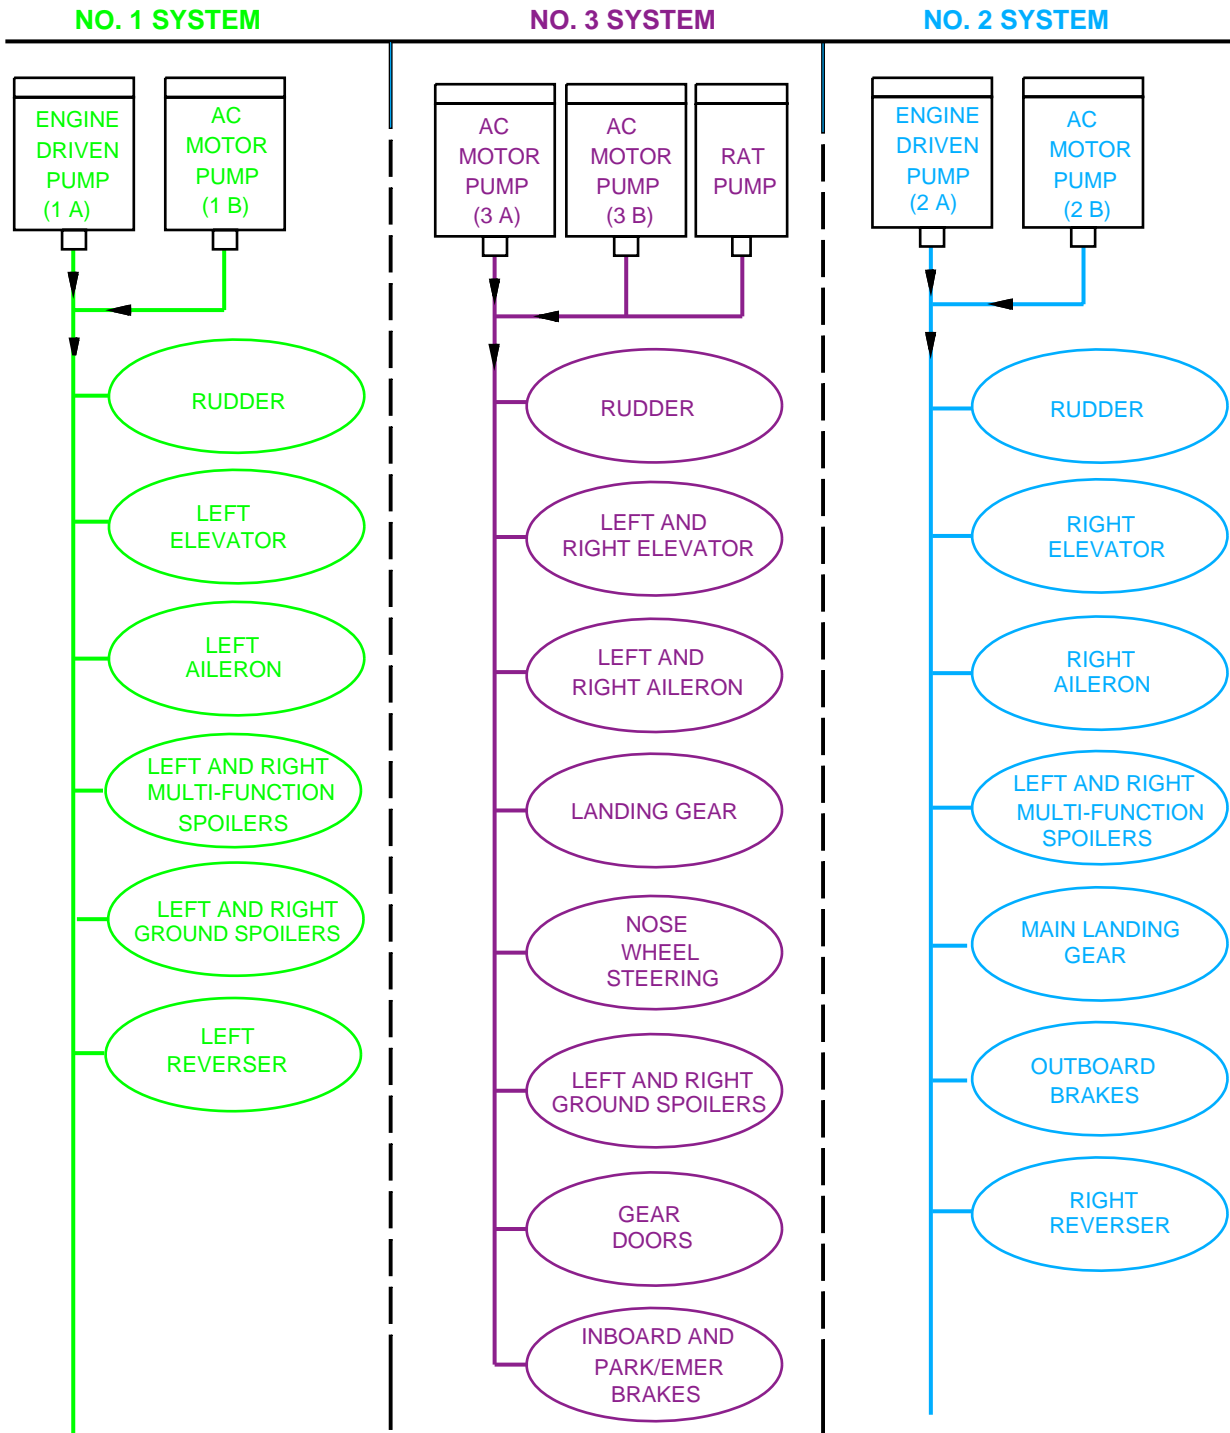 NO. 1 SYSTEM
ENGINE
DRIVEN
PUMP
(1 A)
AC
MOTOR
PUMP
(1 B)
RUDDER
LEFT
ELEVATOR
LEFT
AILERON
LEFT AND RIGHT
MULTI-FUNCTION
SPOILERS
LEFT AND RIGHT
GROUND SPOILERS
LEFT
REVERSER
NO. 3 SYSTEM
AC
MOTOR
PUMP
(3 A)
AC
MOTOR
PUMP
(3 B)
RAT
PUMP
RUDDER
LEFT AND
RIGHT ELEVATOR
LEFT AND
RIGHT AILERON
LANDING GEAR
NOSE
WHEEL
STEERING
LEFT AND RIGHT
GROUND SPOILERS
GEAR
DOORS
INBOARD AND
PARK/EMER
BRAKES
NO. 2 SYSTEM
ENGINE
DRIVEN
PUMP
(2 A)
AC
MOTOR
PUMP
(2 B)
RUDDER
RIGHT
ELEVATOR
RIGHT
AILERON
LEFT AND RIGHT
MULTI-FUNCTION
SPOILERS
MAIN LANDING
GEAR
OUTBOARD
BRAKES
RIGHT
REVERSER